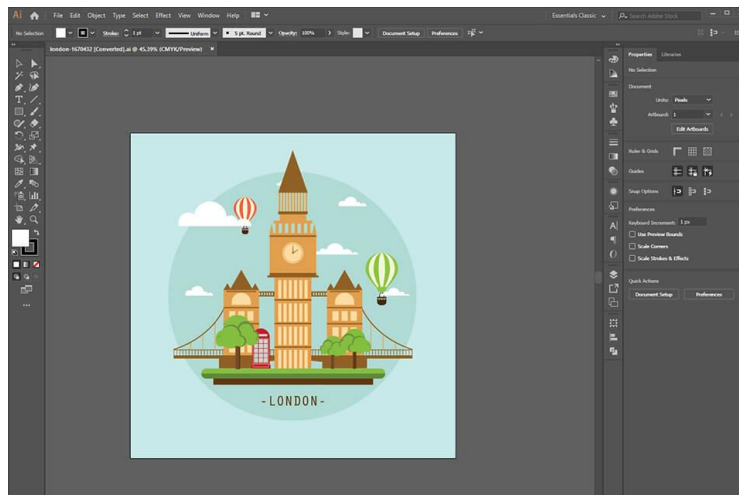 Ai File Edit Object Type Select Effect View Window Help Essentials Classic Search Adobe Stock
No Selection Stroke: 1 pt Uniform 5 pt. Round Opacity: 100% Style: Document Setup Preferences
london-1670432 [Converted].ai @ 45.39% (CMYK/Preview) ×
Properties Libraries
No Selection
Document
Units: Pixels
Artboard: 1
Edit Artboards
Ruler & Grids
Guides
Snap Options
Preferences
Keyboard Increment: 1 px
Use Preview Bounds
Scale Corners
Scale Strokes & Effects
Quick Actions
Document Setup Preferences
-LONDON-